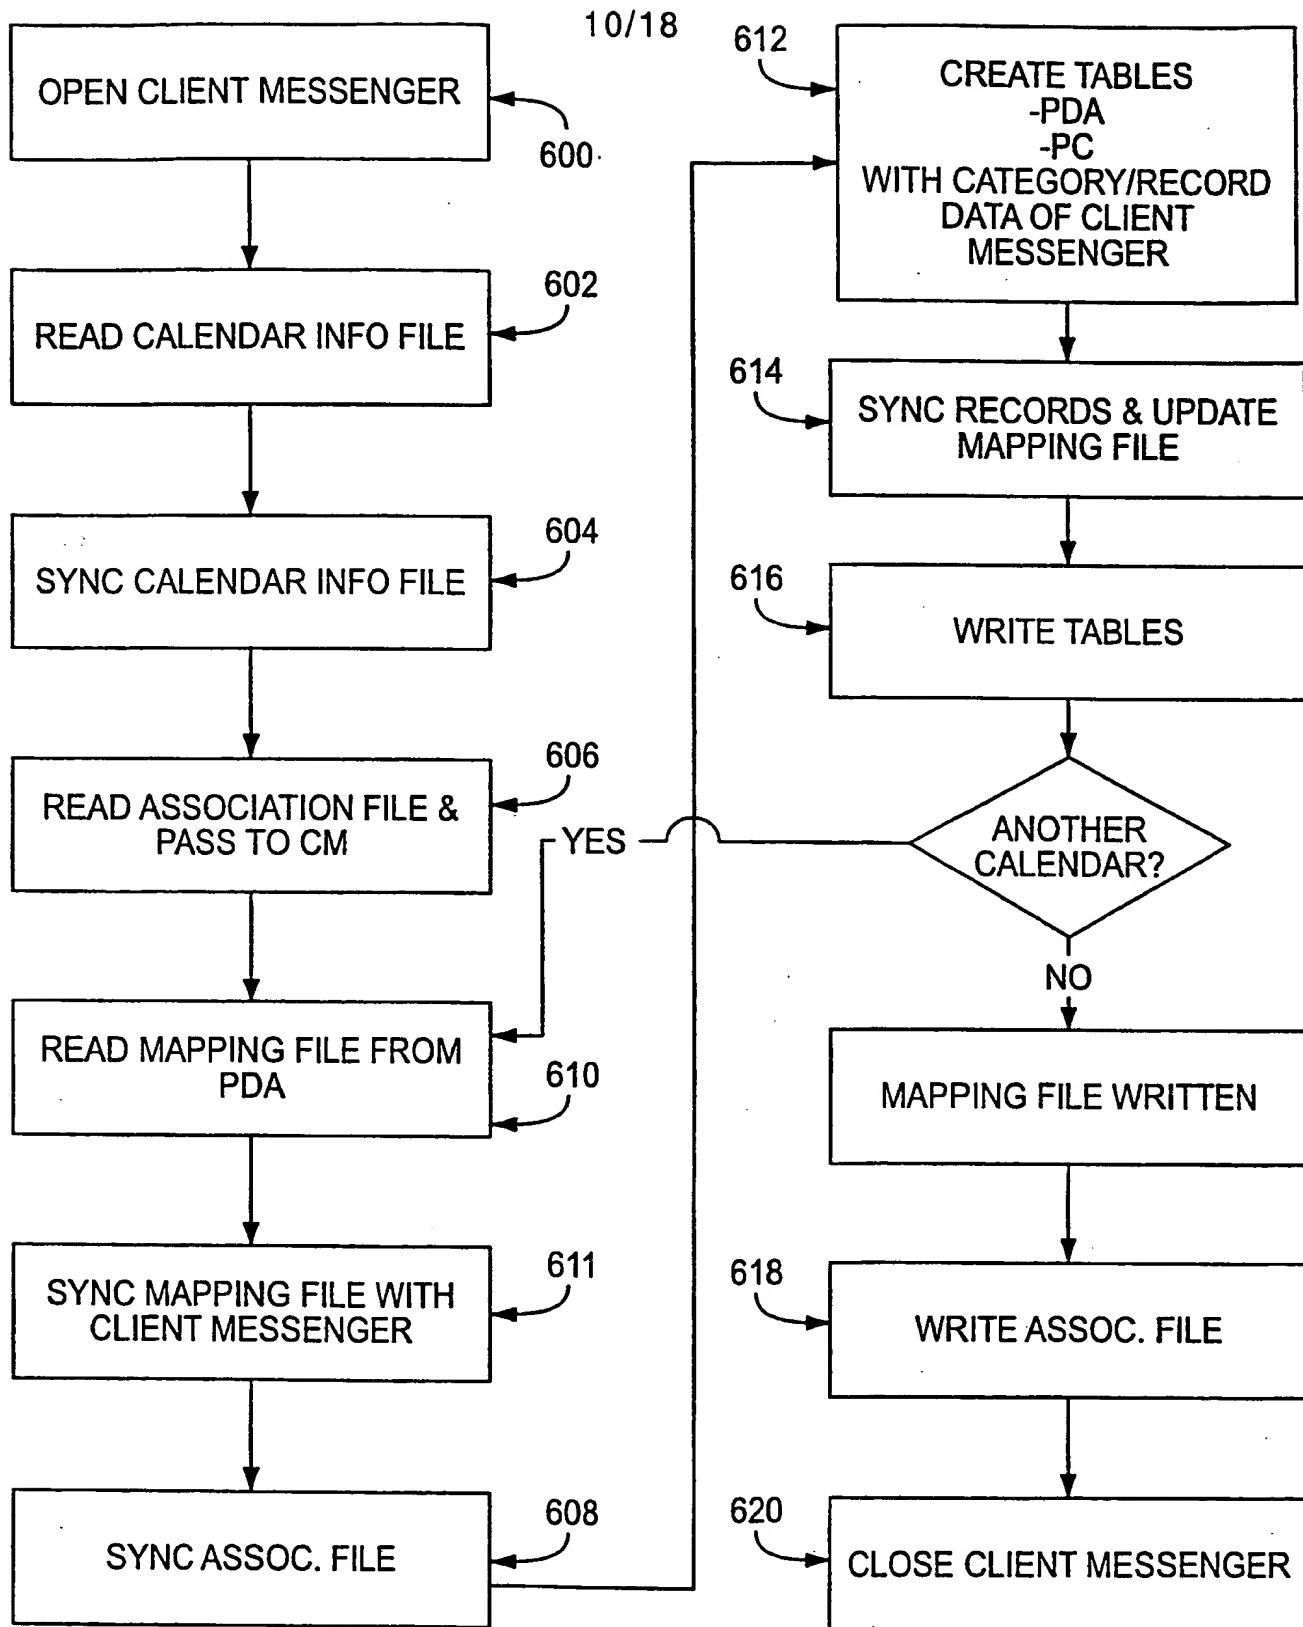 10/18
OPEN CLIENT MESSENGER
600
READ CALENDAR INFO FILE
602
SYNC CALENDAR INFO FILE
604
READ ASSOCIATION FILE &
PASS TO CM
606
READ MAPPING FILE FROM
PDA
610
SYNC MAPPING FILE WITH
CLIENT MESSENGER
611
SYNC ASSOC. FILE
608
612
CREATE TABLES
-PDA
-PC
WITH CATEGORY/RECORD
DATA OF CLIENT
MESSENGER
614
SYNC RECORDS & UPDATE
MAPPING FILE
616
WRITE TABLES
ANOTHER
CALENDAR?
YES
NO
MAPPING FILE WRITTEN
618
WRITE ASSOC. FILE
620
CLOSE CLIENT MESSENGER